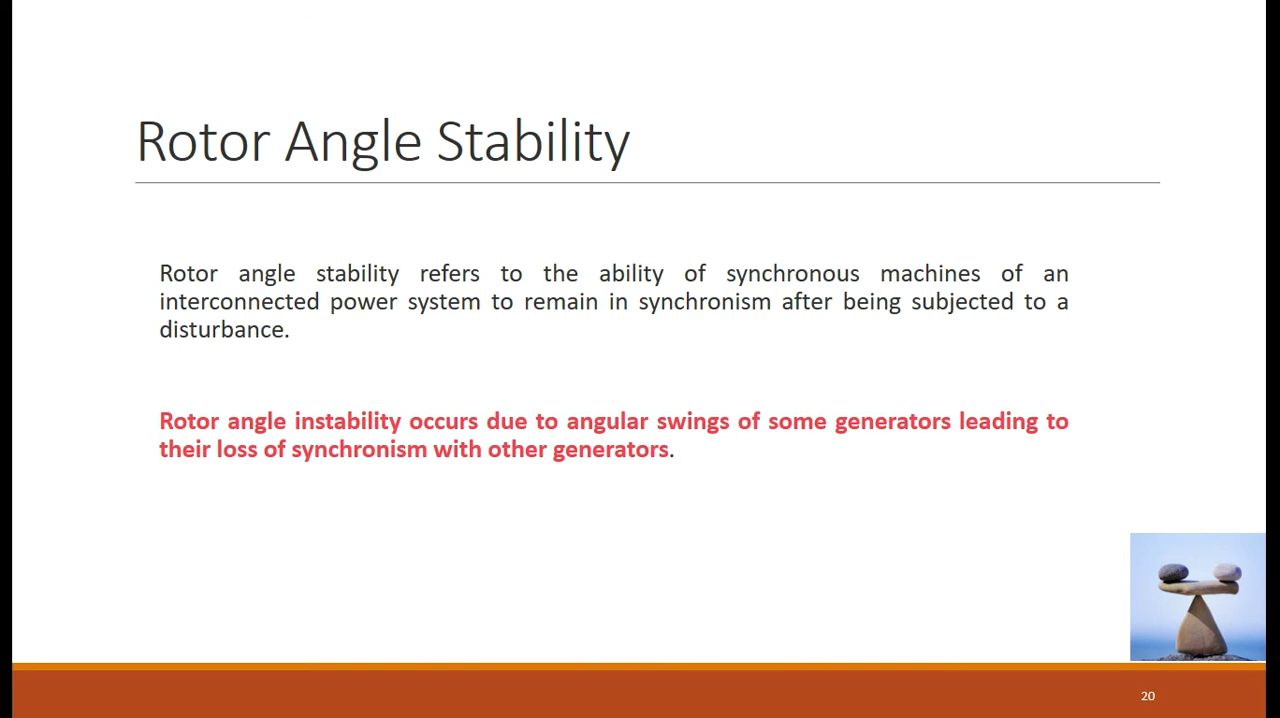 Rotor Angle Stability
Rotor angle stability refers to the ability of synchronous machines of an
interconnected power system to remain in synchronism after being subjected to a
disturbance.
Rotor angle instability occurs due to angular swings of some generators leading to
their loss of synchronism with other generators.
20